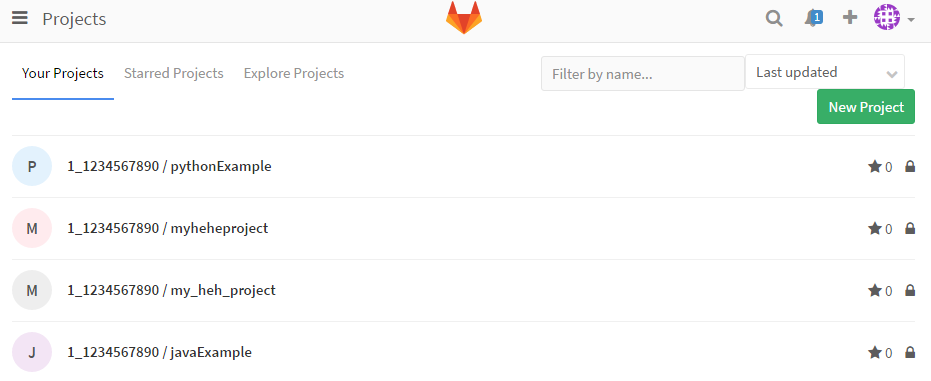 Projects
1
Your Projects Starred Projects Explore Projects Filter by name... Last updated
New Project
P 1_1234567890 / pythonExample 0
M 1_1234567890 / myheheproject 0
M 1_1234567890 / my_heh_project 0
J 1_1234567890 / javaExample 0